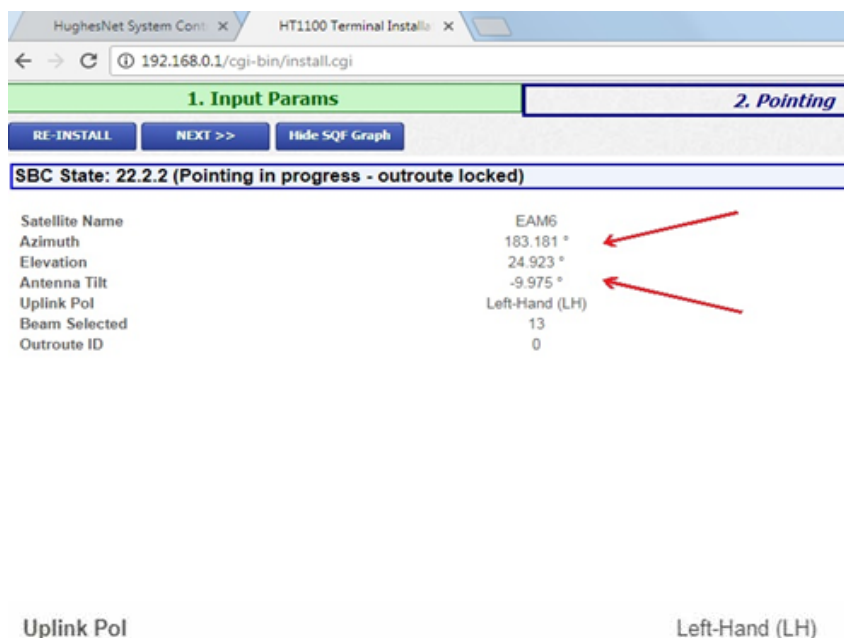 HughesNet System Cont
HT1100 Terminal Installa
192.168.0.1/cgi-bin/install.cgi
1. Input Params
2. Pointing
RE-INSTALL NEXT >> Hide SQF Graph
SBC State: 22.2.2 (Pointing in progress - outroute locked)
Satellite Name EAM6
Azimuth 183.181 °
Elevation 24.923 °
Antenna Tilt -9.975 °
Uplink Pol Left-Hand (LH)
Beam Selected 13
Outroute ID 0
Uplink Pol Left-Hand (LH)